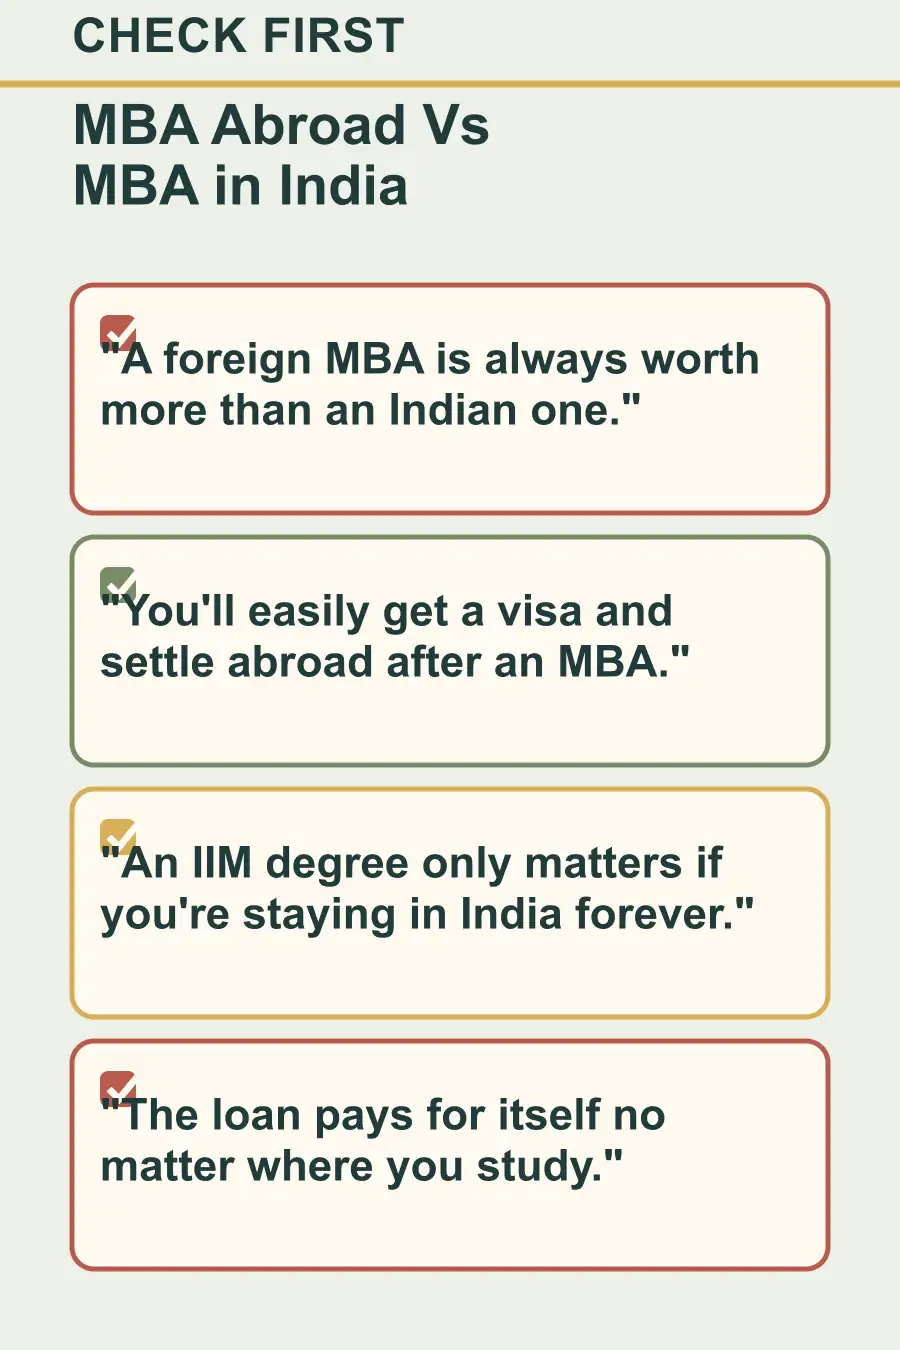 CHECK FIRST
MBA Abroad Vs
MBA in India
"A foreign MBA is always worth
more than an Indian one."
"You'll easily get a visa and
settle abroad after an MBA."
"An IIM degree only matters if
you're staying in India forever."
"The loan pays for itself no
matter where you study."